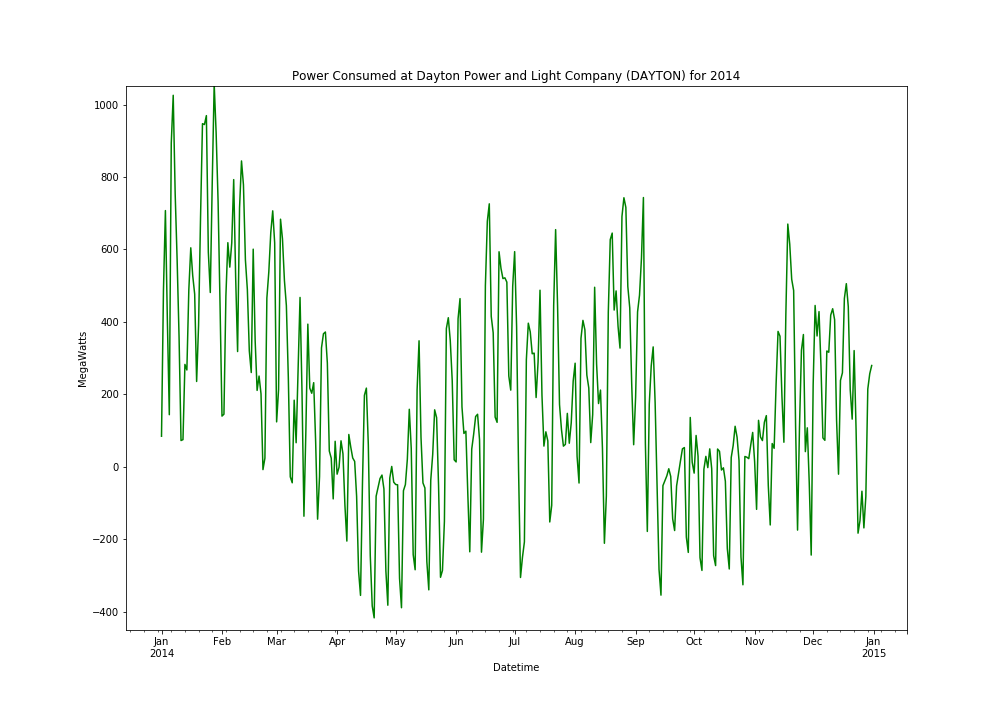 Power Consumed at Dayton Power and Light Company (DAYTON) for 2014
1000
800
600
400
200
0
−200
−400
MegaWatts
Jan Feb Mar Apr May Jun Jul Aug Sep Oct Nov Dec Jan
2014 2015
Datetime